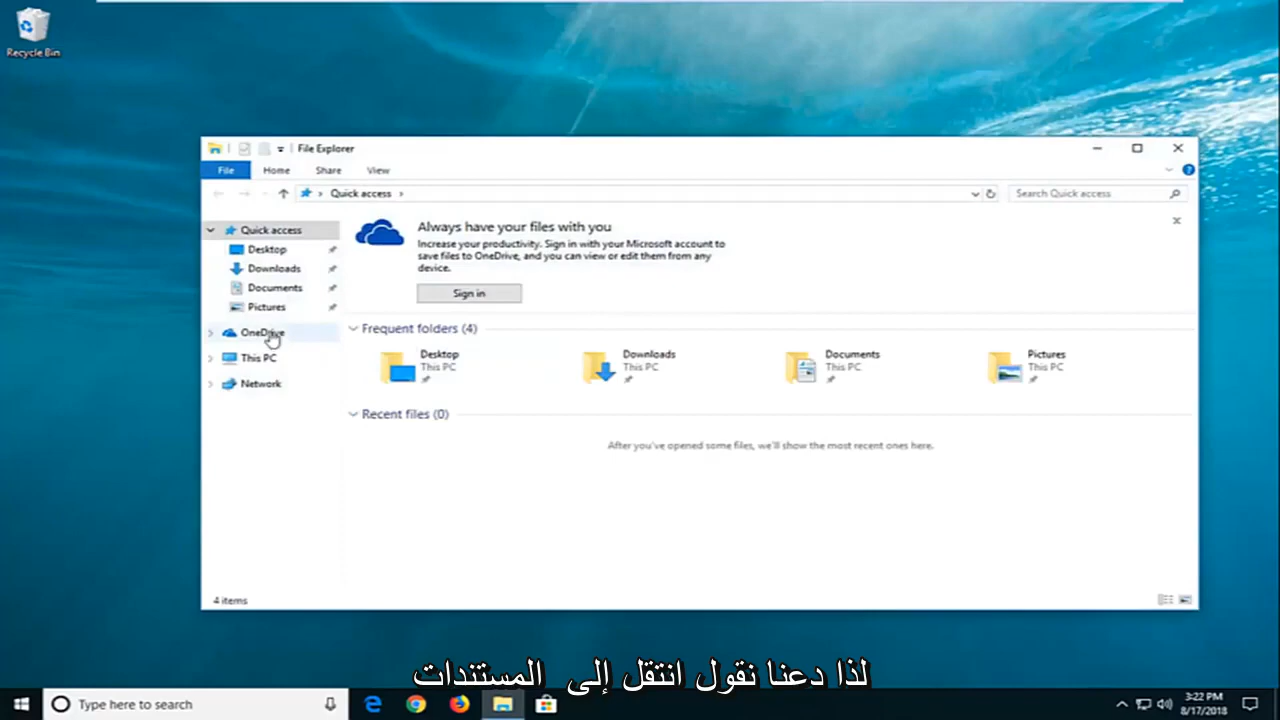 Recycle Bin
File Explorer
File Home Share View
Quick access
Search Quick access
Quick access
Desktop
Downloads
Documents
Pictures
OneDrive
This PC
Network
Always have your files with you
Increase your productivity. Sign in with your Microsoft account to
save files to OneDrive, and you can view or edit them from any
device.
Sign in
Frequent folders (4)
Desktop
This PC
Downloads
This PC
Documents
This PC
Pictures
This PC
Recent files (0)
After you've opened some files, we'll show the most recent ones here.
4 items
لذا دعنا نقول انتقل إلى المستندات
Type here to search
3:22 PM
8/17/2018